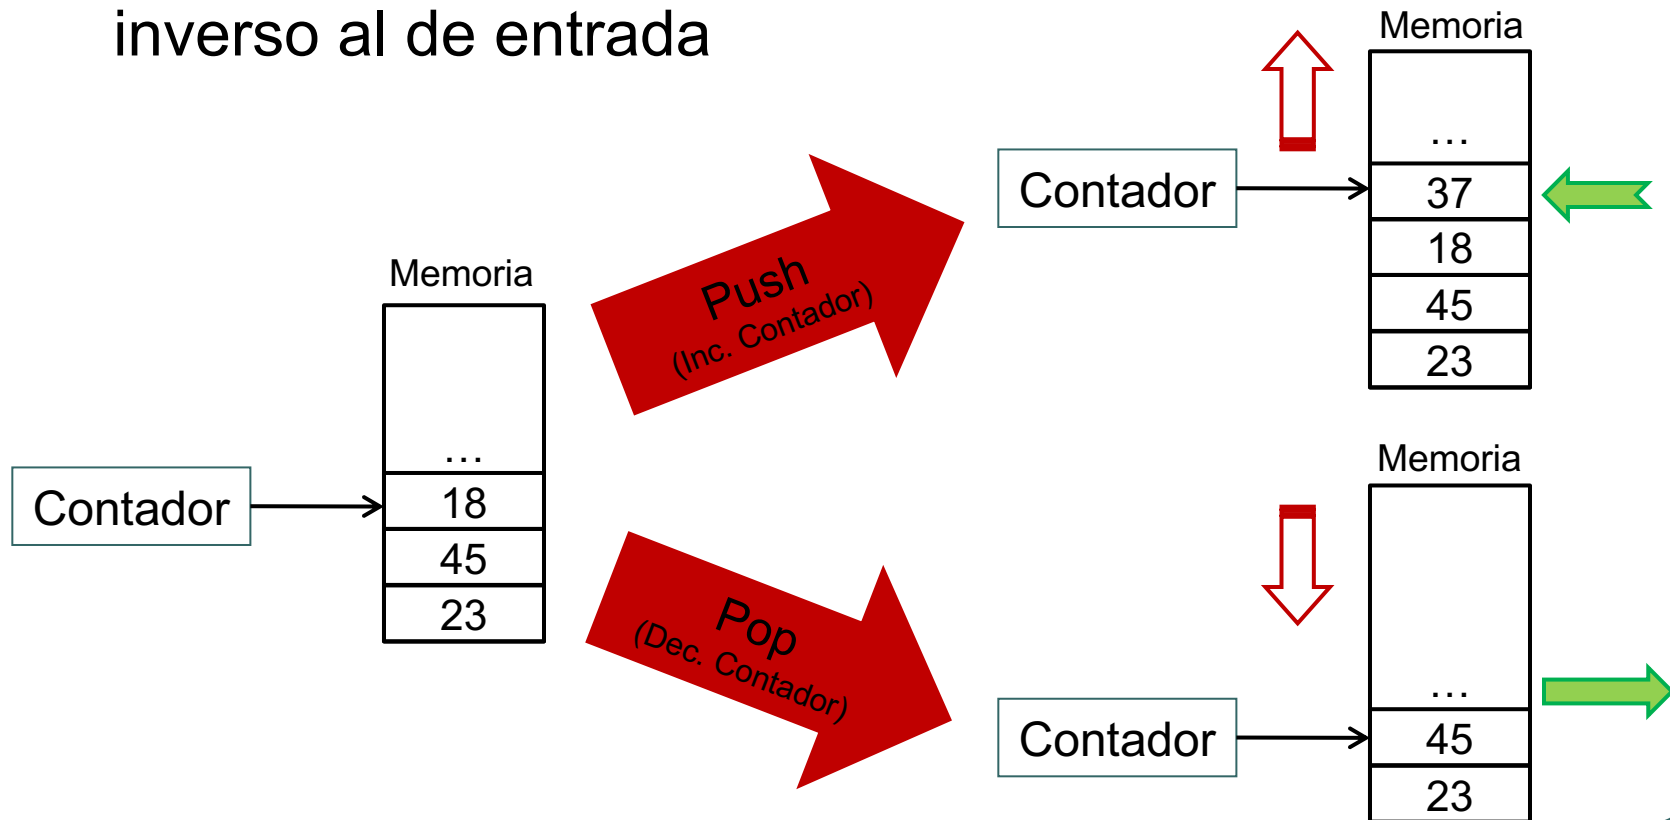 inverso al de entrada
Memoria
…
18
45
23
Contador
Push
(Inc. Contador)
Pop
(Dec. Contador)
Memoria
…
37
18
45
23
Contador
Memoria
…
45
23
Contador